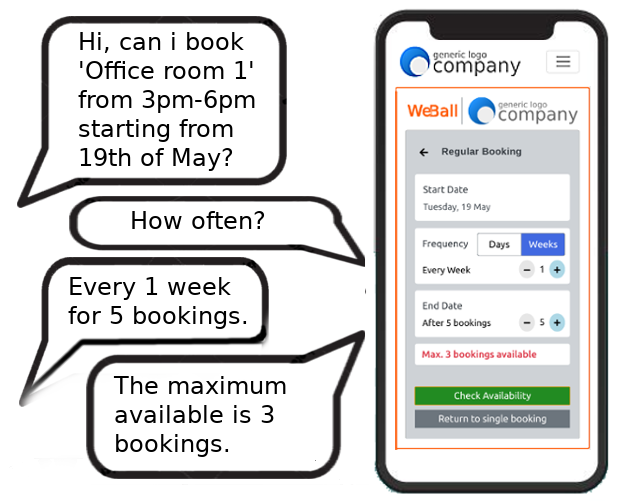 Hi, can i book
'Office room 1'
from 3pm-6pm
starting from
19th of May?
How often?
Every 1 week
for 5 bookings.
The maximum
available is 3
bookings.
generic logo
company
WeBall
generic logo
company
Regular Booking
Start Date
Tuesday, 19 May
Frequency Days Weeks
Every Week − 1 +
End Date
After 5 bookings − 5 +
Max. 3 bookings available
Check Availability
Return to single booking